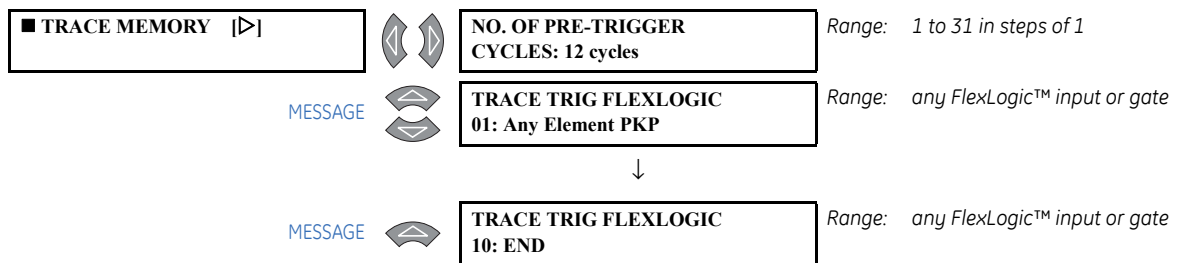 ■ TRACE MEMORY [▷]
NO. OF PRE-TRIGGER
CYCLES: 12 cycles
Range: 1 to 31 in steps of 1
MESSAGE
TRACE TRIG FLEXLOGIC
01: Any Element PKP
Range: any FlexLogic™ input or gate
↓
MESSAGE
TRACE TRIG FLEXLOGIC
10: END
Range: any FlexLogic™ input or gate